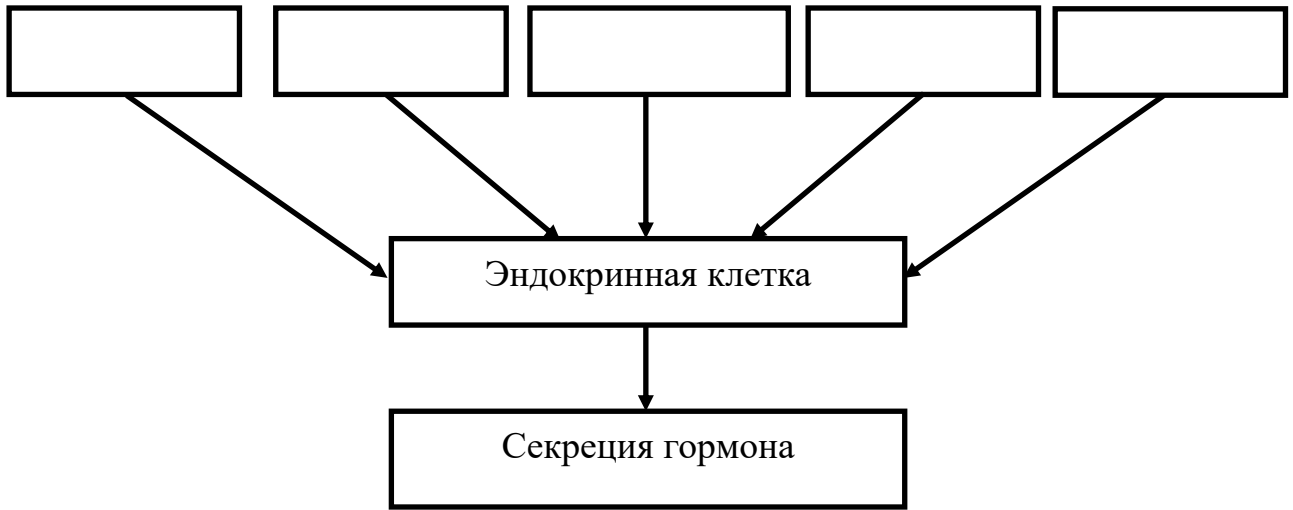 Эндокринная клетка
Секреция гормона